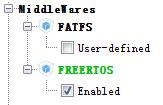 MiddleWares
FATFS
User-defined
FREERTOS
Enabled